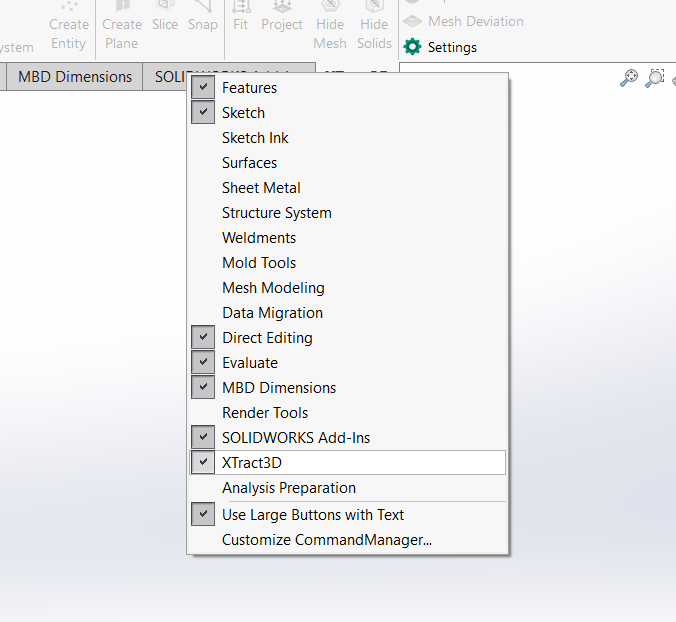 Create Create Slice Snap Fit Project Hide Hide Mesh Deviation
ystem Entity Plane Mesh Solids Settings
MBD Dimensions
Features
Sketch
Sketch Ink
Surfaces
Sheet Metal
Structure System
Weldments
Mold Tools
Mesh Modeling
Data Migration
Direct Editing
Evaluate
MBD Dimensions
Render Tools
SOLIDWORKS Add-Ins
XTract3D
Analysis Preparation
Use Large Buttons with Text
Customize CommandManager...